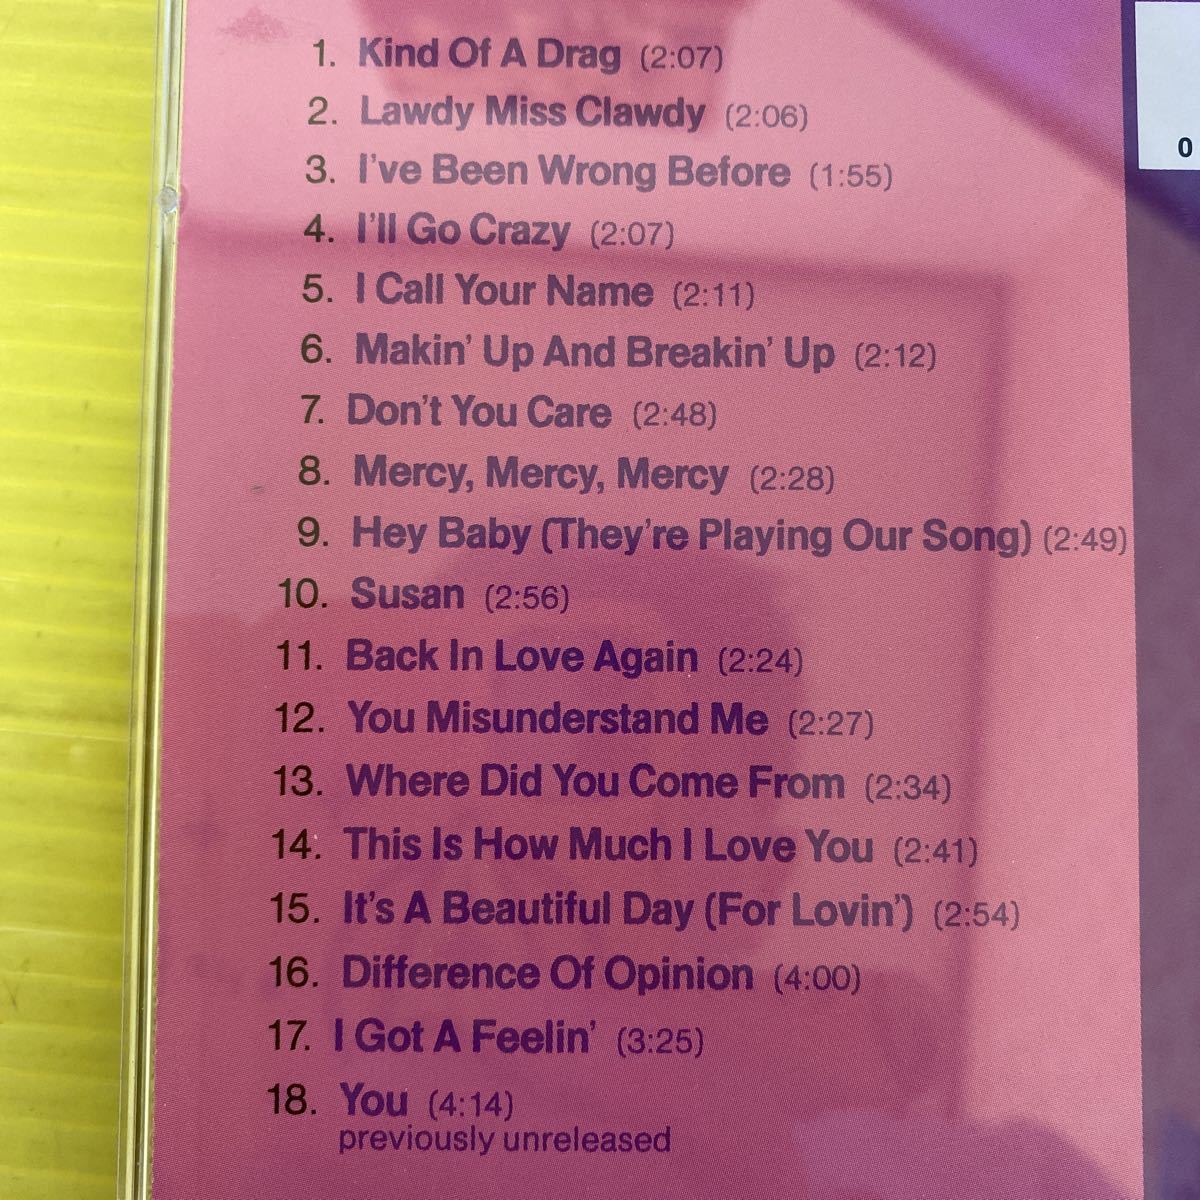 1. Kind Of A Drag (2:07)
2. Lawdy Miss Clawdy (2:06)
3. I've Been Wrong Before (1:55)
4. I'll Go Crazy (2:07)
5. I Call Your Name (2:11)
6. Makin' Up And Breakin' Up (2:12)
7. Don't You Care (2:48)
8. Mercy, Mercy, Mercy (2:28)
9. Hey Baby (They're Playing Our Song) (2:49)
10. Susan (2:56)
11. Back In Love Again (2:24)
12. You Misunderstand Me (2:27)
13. Where Did You Come From (2:34)
14. This Is How Much I Love You (2:41)
15. It's A Beautiful Day (For Lovin') (2:54)
16. Difference Of Opinion (4:00)
17. I Got A Feelin' (3:25)
18. You (4:14)
previously unreleased
0